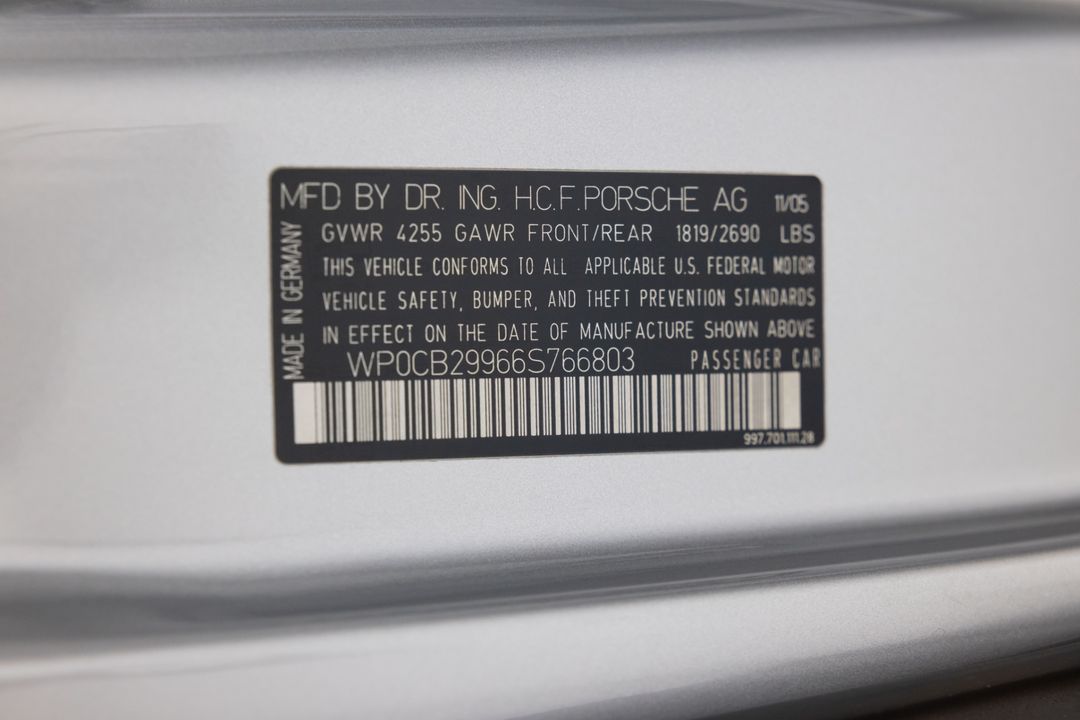 MFD BY DR. ING. H.C.F. PORSCHE AG 11/05
GVWR 4255 GAWR FRONT/REAR 1819/2690 LBS
THIS VEHICLE CONFORMS TO ALL APPLICABLE U.S. FEDERAL MOTOR
VEHICLE SAFETY, BUMPER, AND THEFT PREVENTION STANDARDS
IN EFFECT ON THE DATE OF MANUFACTURE SHOWN ABOVE
WP0CB29966S766803 PASSENGER CAR
997.701.111.28
MADE IN GERMANY